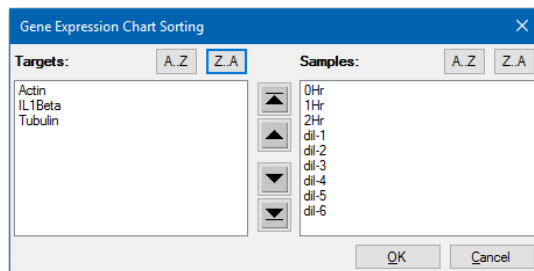 Gene Expression Chart Sorting
Targets: A..Z Z..A Samples: A..Z Z..A
Actin
IL1Beta
Tubulin
0Hr
1Hr
2Hr
dil-1
dil-2
dil-3
dil-4
dil-5
dil-6
OK Cancel